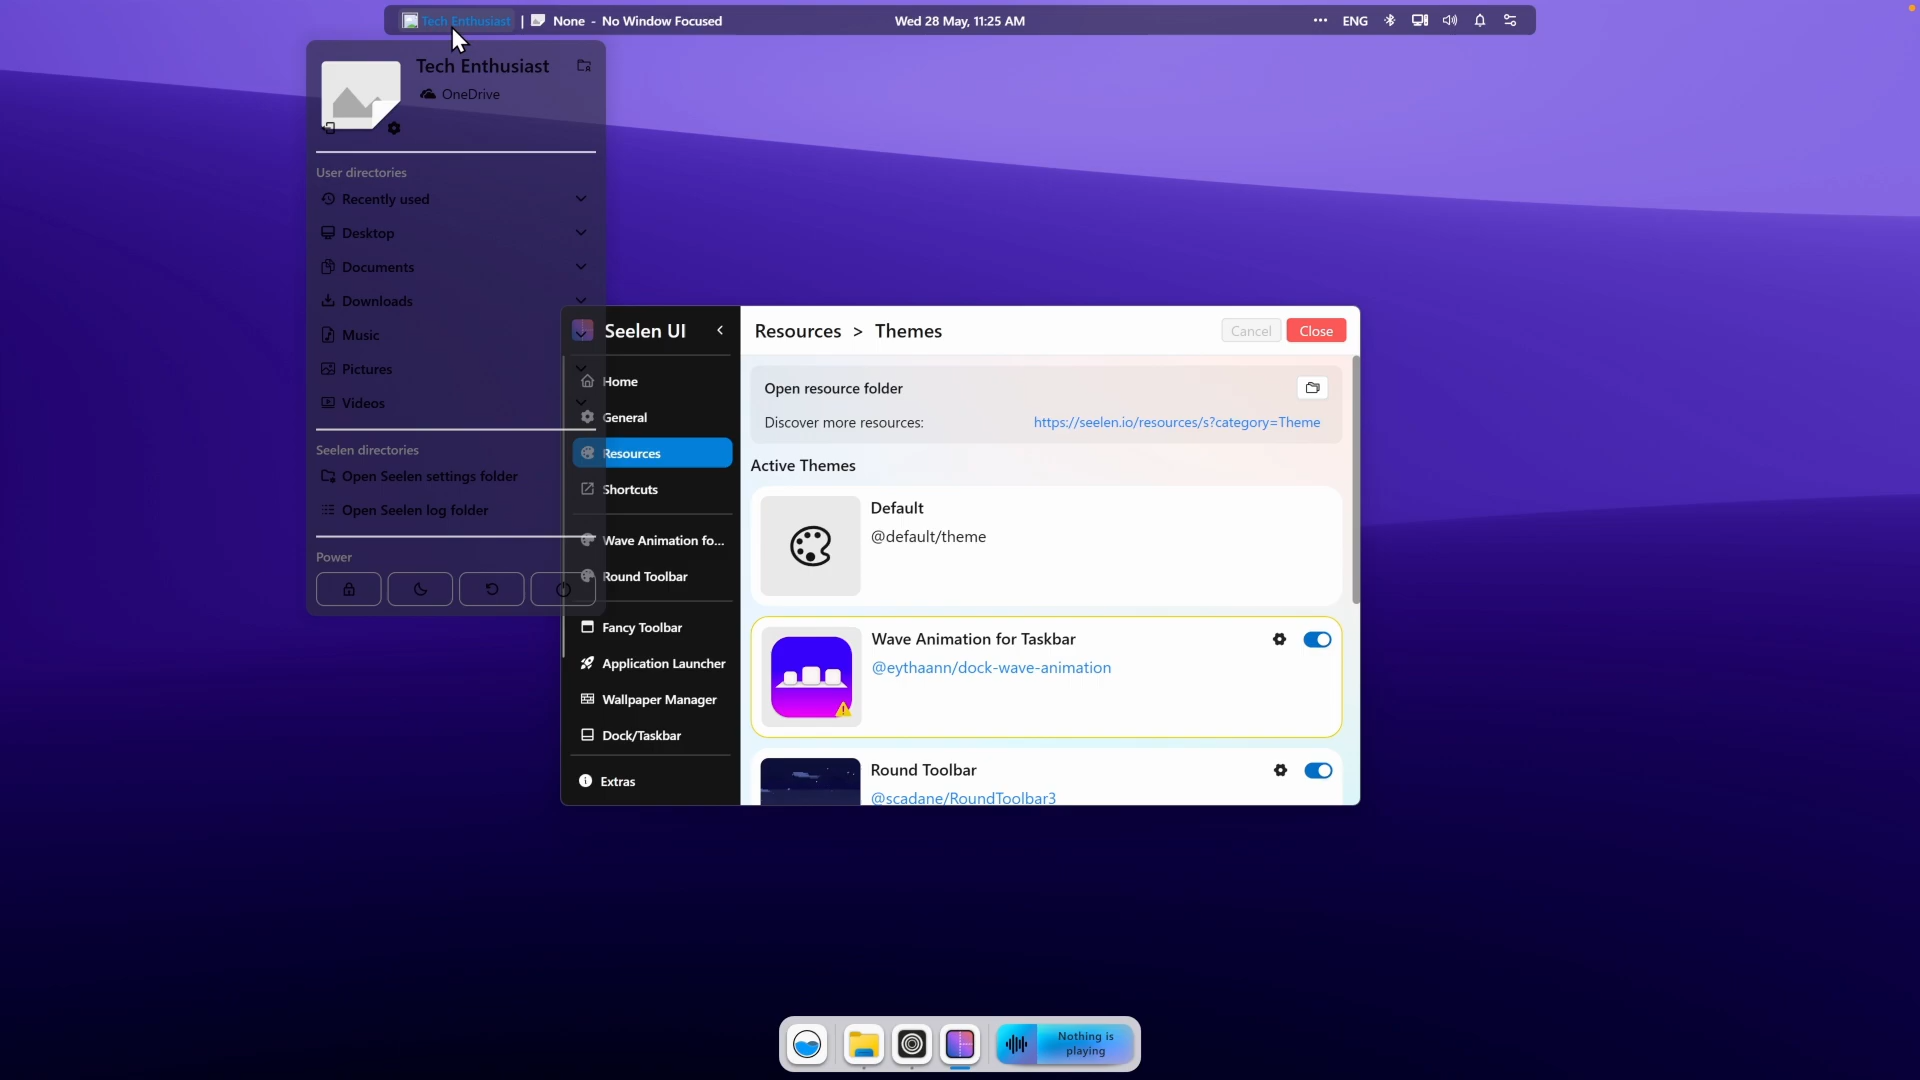 Tech Enthusiast | None - No Window Focused
Wed 28 May, 11:25 AM
ENG
Tech Enthusiast
OneDrive
User directories
Recently used
Desktop
Documents
Downloads
Music
Pictures
Videos
Seelen directories
Open Seelen settings folder
Open Seelen log folder
Power
Seelen UI
Home
General
Resources
Shortcuts
Wave Animation fo...
Round Toolbar
Fancy Toolbar
Application Launcher
Wallpaper Manager
Dock/Taskbar
Extras
Resources > Themes
Cancel
Close
Open resource folder
Discover more resources:
https://seelen.io/resources/s?category=Theme
Active Themes
Default
@default/theme
Wave Animation for Taskbar
@eythaann/dock-wave-animation
Round Toolbar
@scadane/RoundToolbar3
Nothing is
playing